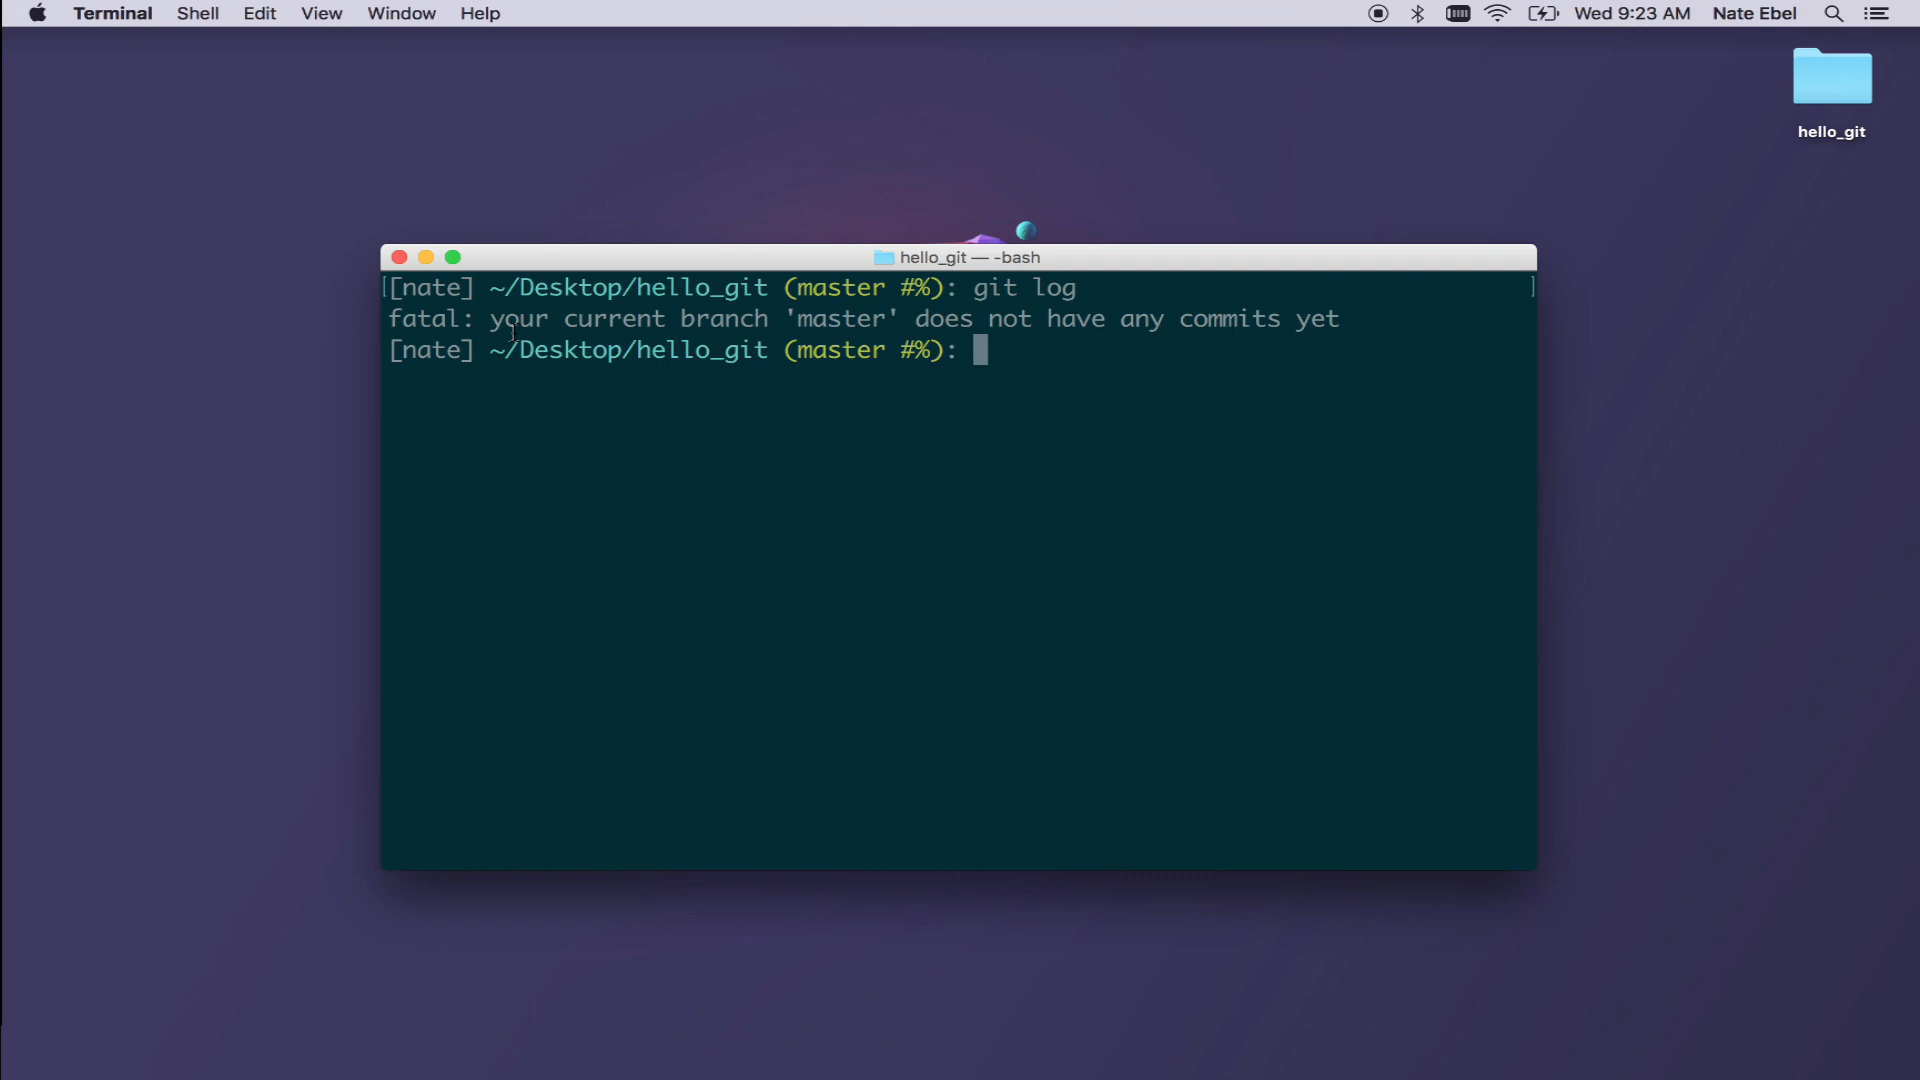 Terminal Shell Edit View Window Help Wed 9:23 AM Nate Ebel
hello_git
hello_git — -bash
[nate] ~/Desktop/hello_git (master #%): git log
fatal: your current branch 'master' does not have any commits yet
[nate] ~/Desktop/hello_git (master #%):